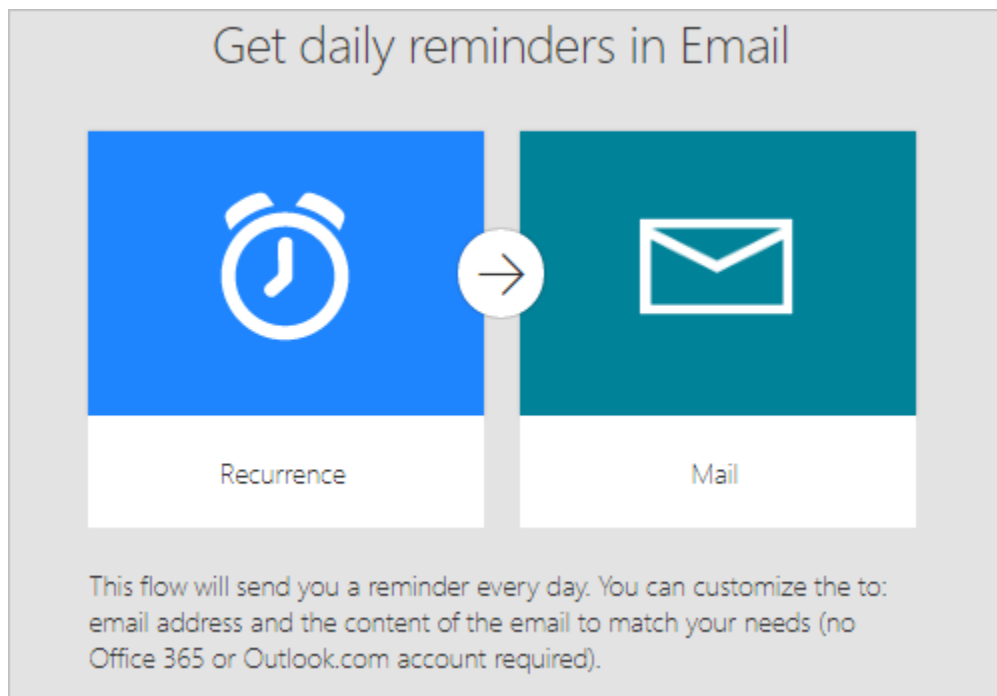 Get daily reminders in Email
Recurrence
Mail
This flow will send you a reminder every day. You can customize the to:
email address and the content of the email to match your needs (no
Office 365 or Outlook.com account required).